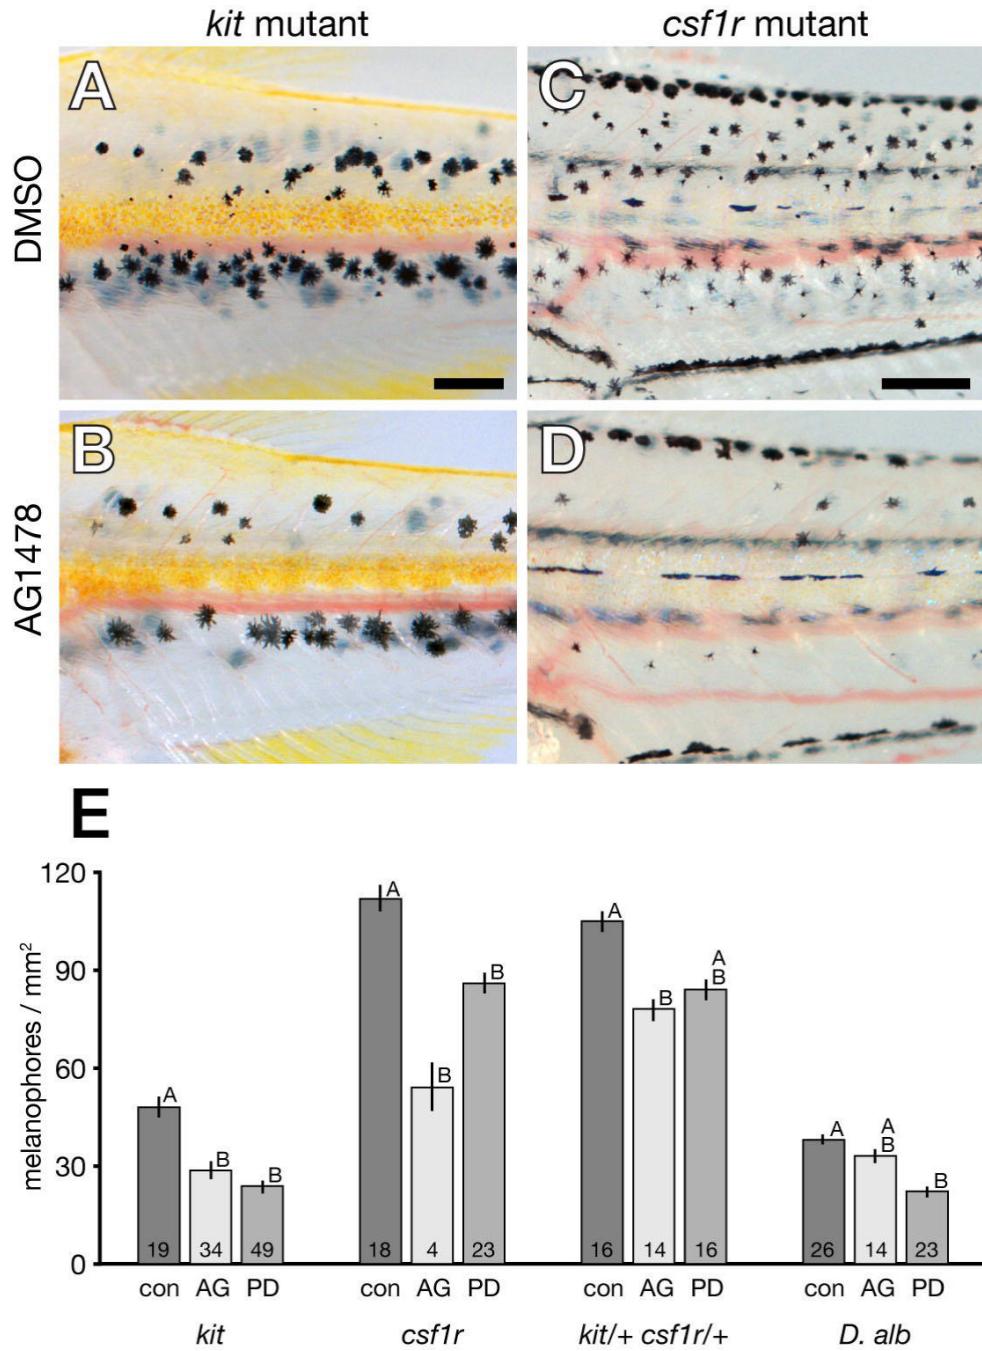 kit mutant csf1r mutant
DMSO
A
C
AG1478
B
D
E
melanophores / mm²
120
90
60
30
0
A
B
B
A
B
B
A
B
A
B
A
A
B
B
19 34 49 18 4 23 16 14 16 26 14 23
con AG PD con AG PD con AG PD con AG PD
kit csf1r kit/+ csf1r/+ D. alb